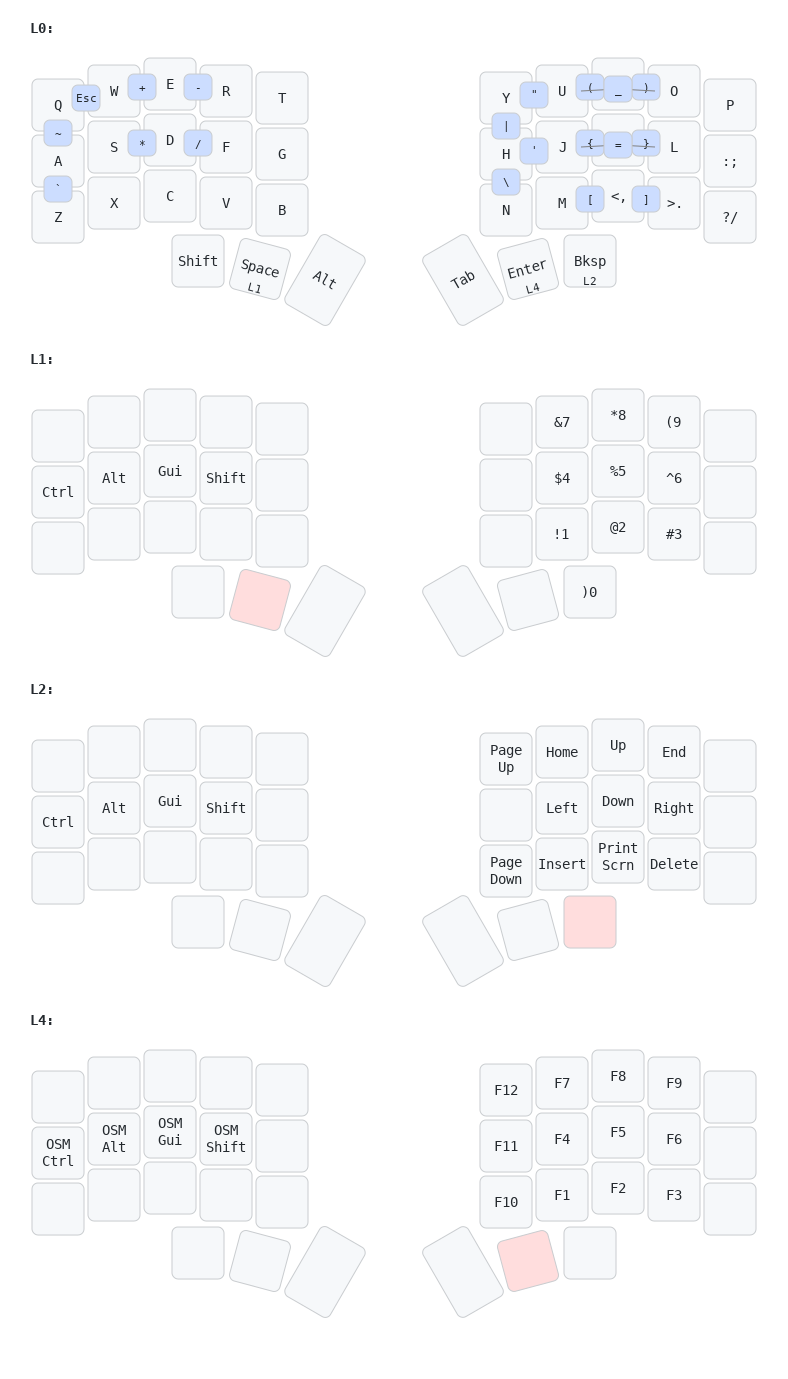 L0:
Q Esc W + E - R T Y " U ( _ ) O P
~ |
A S * D / F G H ' J { = } L :;
` \
Z X C V B N M [ <, ] >. ?/
Shift Space Alt Tab Enter Bksp
L1 L4 L2
L1:
&7 *8 (9
Ctrl Alt Gui Shift $4 %5 ^6
!1 @2 #3
)0
L2:
Page Up Home Up End
Ctrl Alt Gui Shift Left Down Right
Page Down Insert Print Scrn Delete
L4:
F12 F7 F8 F9
OSM Ctrl OSM Alt OSM Gui OSM Shift F11 F4 F5 F6
F10 F1 F2 F3